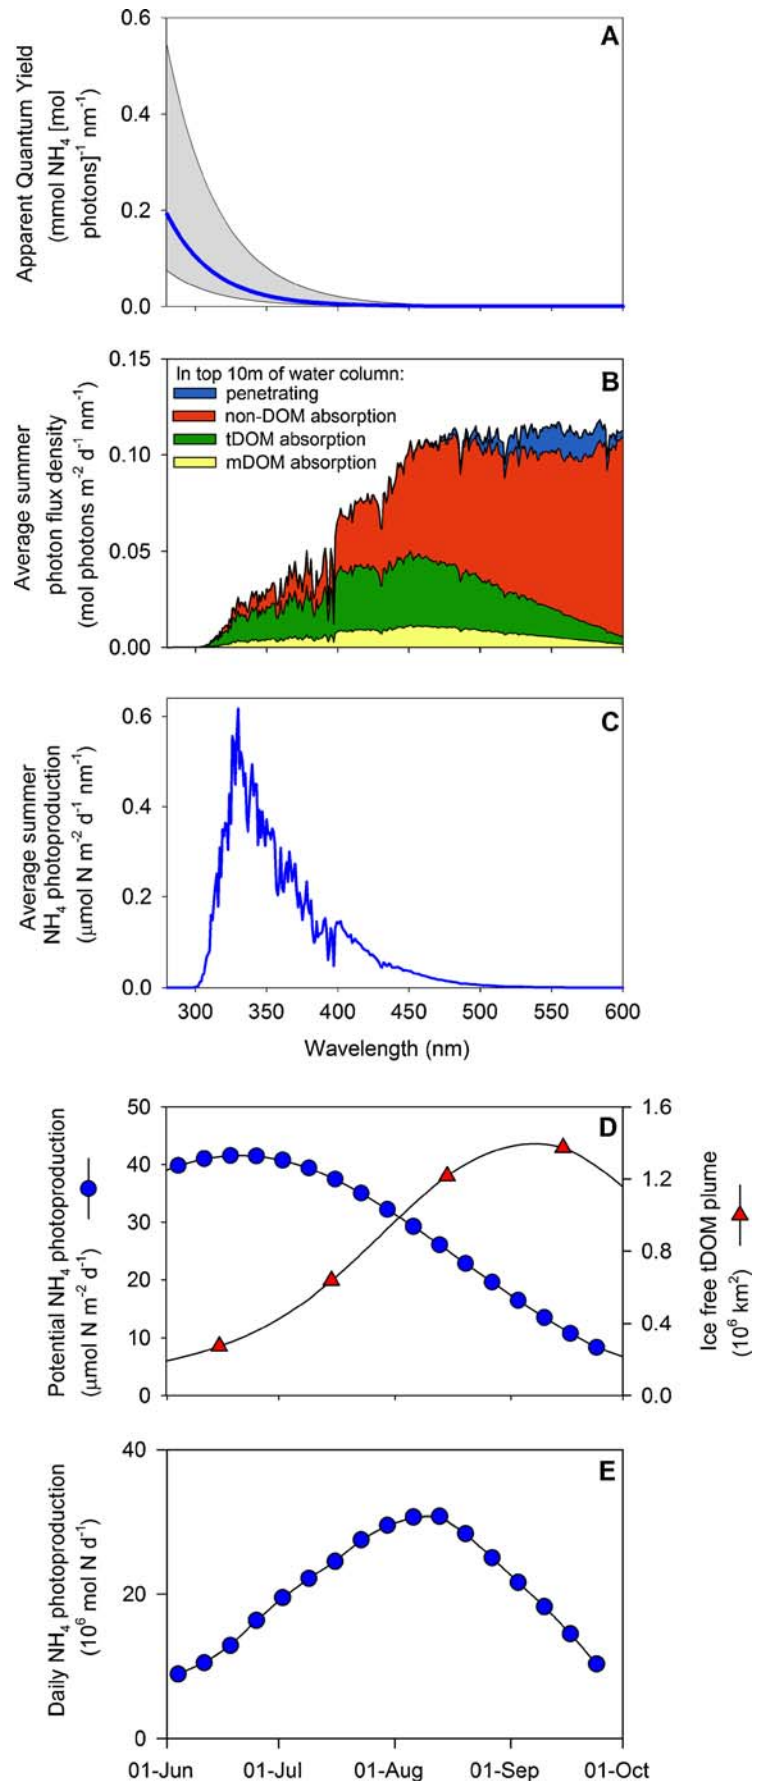 A
Apparent Quantum Yield
(mmol NH4 [mol
photons]-1 nm-1)
0.6
0.4
0.2
0.0
B
Average summer
photon flux density
(mol photons m-2 d-1 nm-1)
0.15
0.10
0.05
0.00
In top 10m of water column:
penetrating
non-DOM absorption
tDOM absorption
mDOM absorption
C
Average summer
NH4 photoproduction
(μmol N m-2 d-1 nm-1)
0.6
0.4
0.2
0.0
300 350 400 450 500 550 600
Wavelength (nm)
D
Potential NH4 photoproduction
(μmol N m-2 d-1)
50
40
30
20
10
0
1.6
1.2
0.8
0.4
0.0
Ice free tDOM plume
(10^6 km^2)
E
Daily NH4 photoproduction
(10^6 mol N d-1)
40
20
0
01-Jun 01-Jul 01-Aug 01-Sep 01-Oct